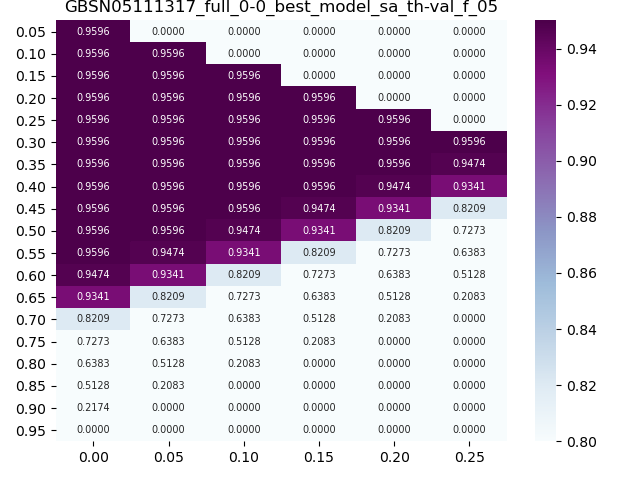 GBSN05111317_full_0-0_best_model_sa_th-val_f_05
0.05 0.9596 0.0000 0.0000 0.0000 0.0000 0.0000
0.10 0.9596 0.9596 0.0000 0.0000 0.0000 0.0000
0.15 0.9596 0.9596 0.9596 0.0000 0.0000 0.0000
0.20 0.9596 0.9596 0.9596 0.9596 0.0000 0.0000
0.25 0.9596 0.9596 0.9596 0.9596 0.9596 0.0000
0.30 0.9596 0.9596 0.9596 0.9596 0.9596 0.9596
0.35 0.9596 0.9596 0.9596 0.9596 0.9596 0.9474
0.40 0.9596 0.9596 0.9596 0.9596 0.9474 0.9341
0.45 0.9596 0.9596 0.9596 0.9474 0.9341 0.8209
0.50 0.9596 0.9596 0.9474 0.9341 0.8209 0.7273
0.55 0.9596 0.9474 0.9341 0.8209 0.7273 0.6383
0.60 0.9474 0.9341 0.8209 0.7273 0.6383 0.5128
0.65 0.9341 0.8209 0.7273 0.6383 0.5128 0.2083
0.70 0.8209 0.7273 0.6383 0.5128 0.2083 0.0000
0.75 0.7273 0.6383 0.5128 0.2083 0.0000 0.0000
0.80 0.6383 0.5128 0.2083 0.0000 0.0000 0.0000
0.85 0.5128 0.2083 0.0000 0.0000 0.0000 0.0000
0.90 0.2174 0.0000 0.0000 0.0000 0.0000 0.0000
0.95 0.0000 0.0000 0.0000 0.0000 0.0000 0.0000
0.00 0.05 0.10 0.15 0.20 0.25
0.94
0.92
0.90
0.88
0.86
0.84
0.82
0.80